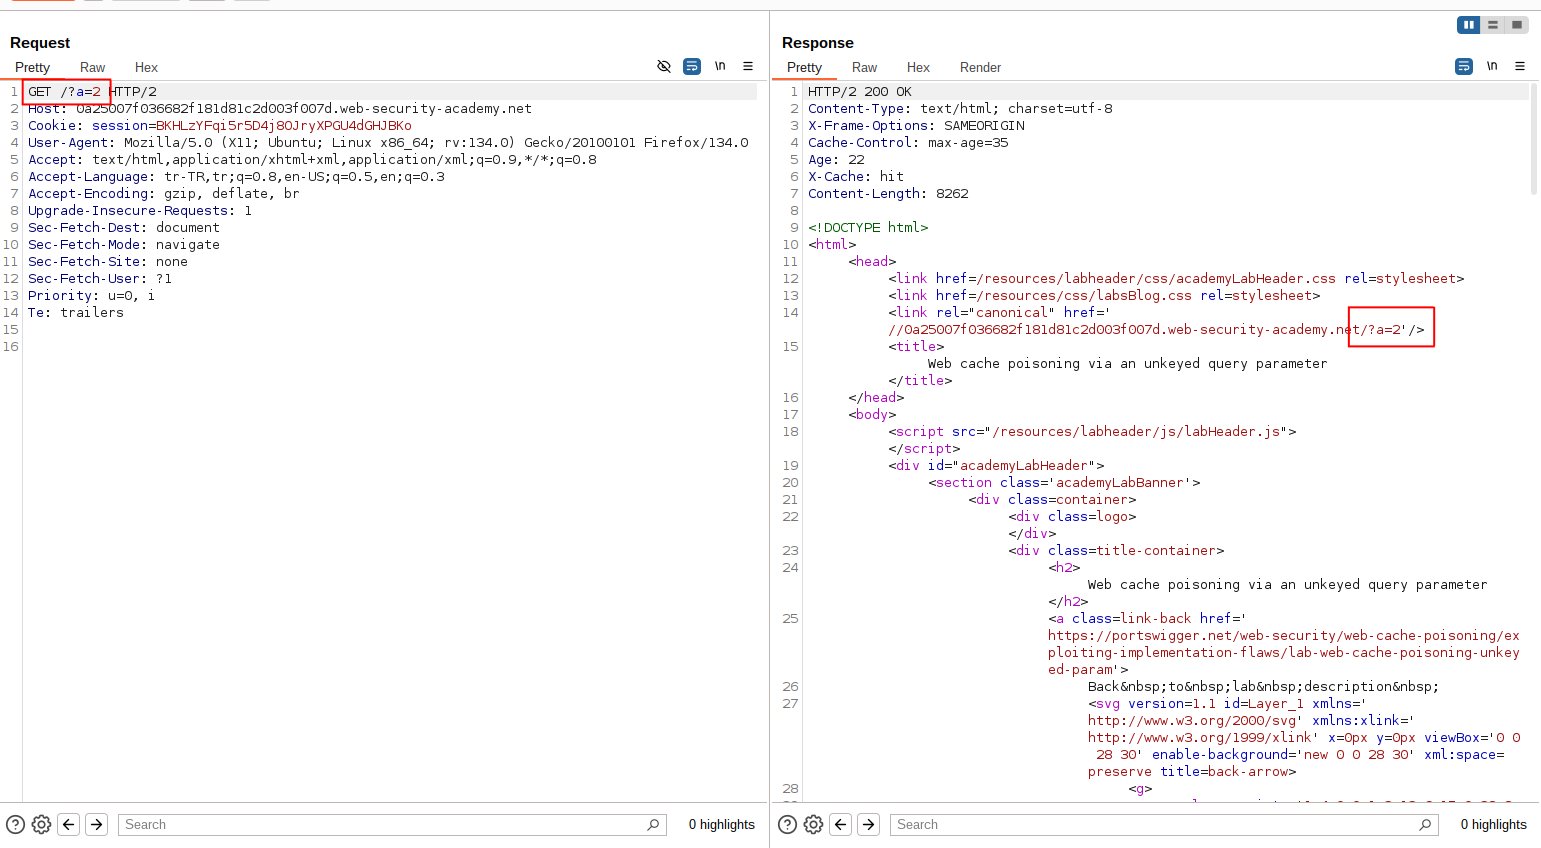 Request
Pretty Raw Hex \n
1 GET /?a=2 HTTP/2
2 Host: 0a25007f036682f181d81c2d003f007d.web-security-academy.net
3 Cookie: session=BKHLzYFqi5r5D4j80JryXPGU4dGHJBKo
4 User-Agent: Mozilla/5.0 (X11; Ubuntu; Linux x86_64; rv:134.0) Gecko/20100101 Firefox/134.0
5 Accept: text/html,application/xhtml+xml,application/xml;q=0.9,*/*;q=0.8
6 Accept-Language: tr-TR,tr;q=0.8,en-US;q=0.5,en;q=0.3
7 Accept-Encoding: gzip, deflate, br
8 Upgrade-Insecure-Requests: 1
9 Sec-Fetch-Dest: document
10 Sec-Fetch-Mode: navigate
11 Sec-Fetch-Site: none
12 Sec-Fetch-User: ?1
13 Priority: u=0, i
14 Te: trailers
15
16
Search 0 highlights
Response
Pretty Raw Hex Render \n
1 HTTP/2 200 OK
2 Content-Type: text/html; charset=utf-8
3 X-Frame-Options: SAMEORIGIN
4 Cache-Control: max-age=35
5 Age: 22
6 X-Cache: hit
7 Content-Length: 8262
8
9 <!DOCTYPE html>
10 <html>
11 <head>
12 <link href=/resources/labheader/css/academyLabHeader.css rel=stylesheet>
13 <link href=/resources/css/labsBlog.css rel=stylesheet>
14 <link rel="canonical" href='
//0a25007f036682f181d81c2d003f007d.web-security-academy.net/?a=2'/>
15 <title>
Web cache poisoning via an unkeyed query parameter
</title>
16 </head>
17 <body>
18 <script src="/resources/labheader/js/labHeader.js">
</script>
19 <div id="academyLabHeader">
20 <section class='academyLabBanner'>
21 <div class=container>
22 <div class=logo>
</div>
23 <div class=title-container>
24 <h2>
Web cache poisoning via an unkeyed query parameter
</h2>
25 <a class=link-back href='
https://portswigger.net/web-security/web-cache-poisoning/ex
ploiting-implementation-flaws/lab-web-cache-poisoning-unkey
ed-param'>
26 Back&nbsp;to&nbsp;lab&nbsp;description&nbsp;
27 <svg version=1.1 id=Layer_1 xmlns='
http://www.w3.org/2000/svg' xmlns:xlink='
http://www.w3.org/1999/xlink' x=0px y=0px viewBox='0 0
28 30' enable-background='new 0 0 28 30' xml:space=
preserve title=back-arrow>
28 <g>
Search 0 highlights